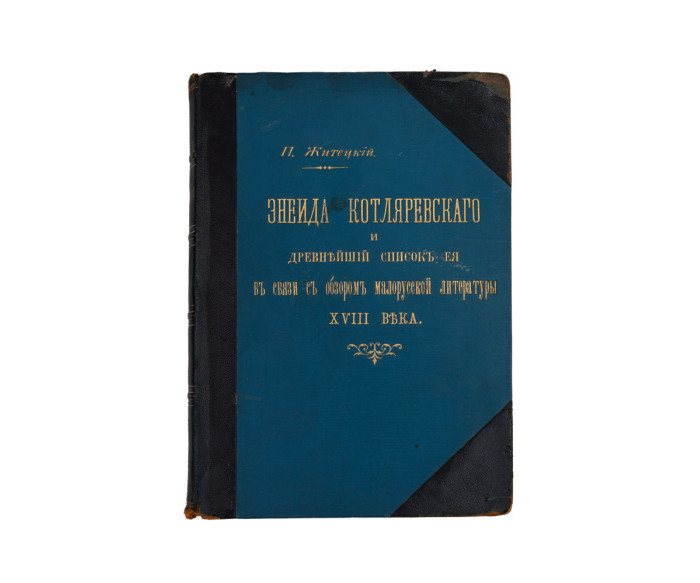 П. Житецкій.
ЭНЕИДА КОТЛЯРЕВСКАГО
И
ДРЕВНѢЙШІЙ СПИСОКЪ ЕЯ
ВЪ СВЯЗИ СЪ ОБЗОРОМЪ МАЛОРУССКОЙ ЛИТЕРАТУРЫ
XVIII ВѢКА.